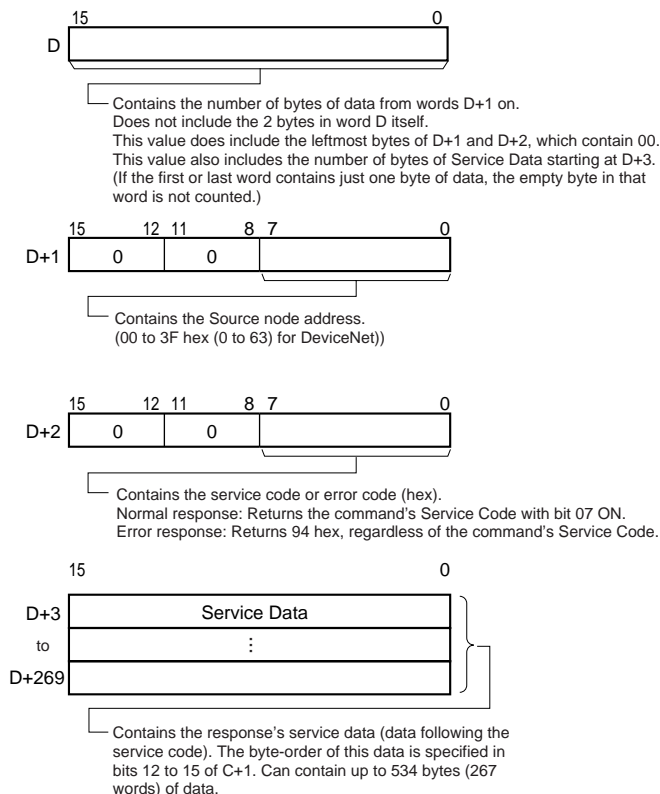 15 0
D
Contains the number of bytes of data from words D+1 on.
Does not include the 2 bytes in word D itself.
This value does include the leftmost bytes of D+1 and D+2, which contain 00.
This value also includes the number of bytes of Service Data starting at D+3.
(If the first or last word contains just one byte of data, the empty byte in that
word is not counted.)
15 12 11 8 7 0
D+1 0 0
Contains the Source node address.
(00 to 3F hex (0 to 63) for DeviceNet))
15 12 11 8 7 0
D+2 0 0
Contains the service code or error code (hex).
Normal response: Returns the command's Service Code with bit 07 ON.
Error response: Returns 94 hex, regardless of the command's Service Code.
15 0
D+3 Service Data
to ⋮
D+269
Contains the response's service data (data following the
service code). The byte-order of this data is specified in
bits 12 to 15 of C+1. Can contain up to 534 bytes (267
words) of data.